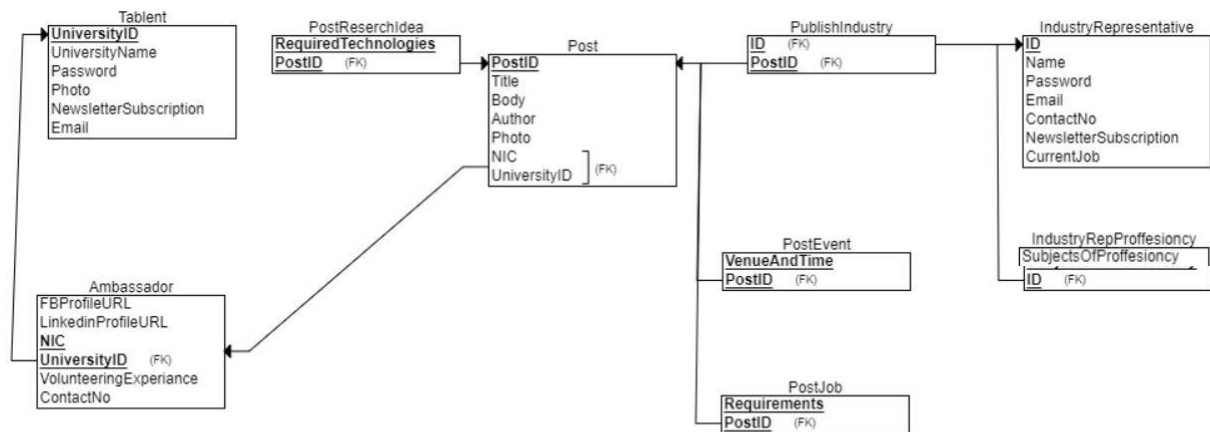 Tablent
UniversityID
UniversityName
Password
Photo
NewsletterSubscription
Email
PostReserchIdea
RequiredTechnologies
PostID (FK)
Post
PostID
Title
Body
Author
Photo
NIC
UniversityID (FK)
PublishIndustry
ID (FK)
PostID (FK)
IndustryRepresentative
ID
Name
Password
Email
ContactNo
NewsletterSubscription
CurrentJob
PostEvent
VenueAndTime
PostID (FK)
IndustryRepProffesioncy
SubjectsOfProffesioncy
ID (FK)
Ambassador
FBProfileURL
LinkedinProfileURL
NIC
UniversityID (FK)
VolunteeringExperiance
ContactNo
PostJob
Requirements
PostID (FK)